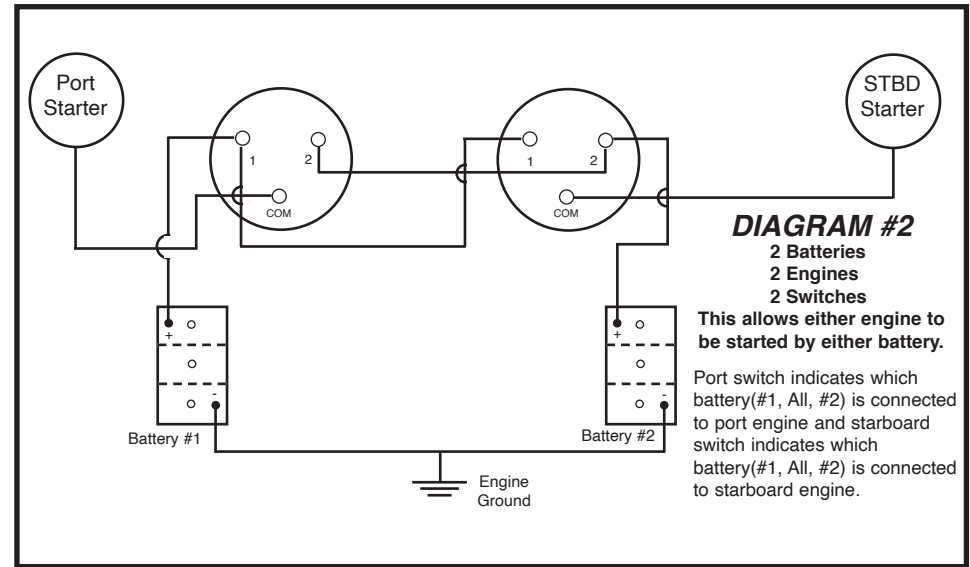 Port
Starter
STBD
Starter
1
2
COM
1
2
COM
DIAGRAM #2
2 Batteries
2 Engines
2 Switches
This allows either engine to
be started by either battery.
Port switch indicates which
battery(#1, All, #2) is connected
to port engine and starboard
switch indicates which
battery(#1, All, #2) is connected
to starboard engine.
+
-
Battery #1
+
-
Battery #2
Engine
Ground